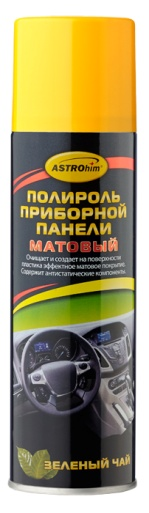 ASTROhim®
ПОЛИРОЛЬ
ПРИБОРНОЙ
ПАНЕЛИ
МАТОВЫЙ
Очищает и создает на поверхности
пластика эффектное матовое покрытие.
Содержит антистатические компоненты.
ЗЕЛЕНЫЙ ЧАЙ